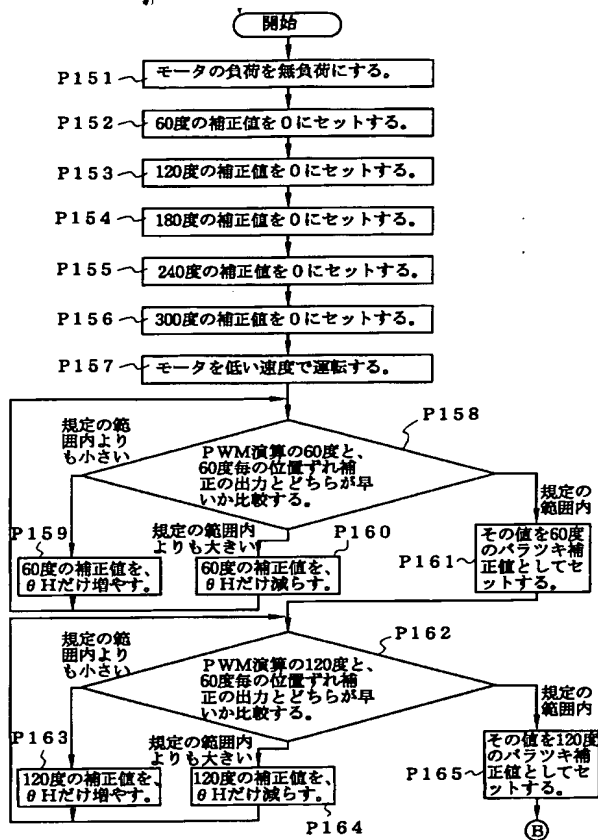 開始
P151
モータの負荷を無負荷にする。
P152
60度の補正値を0にセットする。
P153
120度の補正値を0にセットする。
P154
180度の補正値を0にセットする。
P155
240度の補正値を0にセットする。
P156
300度の補正値を0にセットする。
P157
モータを低い速度で運転する。
P158
規定の範
囲内より
も小さい
PWM演算の60度と、
60度毎の位置ずれ補
正の出力とどちらが早
いか比較する。
規定の
範囲内
P159
規定の範囲内
よりも大きい
P160
60度の補正値を、
θHだけ増やす。
60度の補正値を、
θHだけ減らす。
P161
その値を60度
のバラツキ補
正値としてセ
ットする。
P162
規定の範
囲内より
も小さい
PWM演算の120度と、
60度毎の位置ずれ補
正の出力とどちらが早
いか比較する。
規定の
範囲内
P163
規定の範囲内
よりも大きい
120度の補正値を、
θHだけ増やす。
120度の補正値を、
θHだけ減らす。
P164
P165
その値を120度
のバラツキ補
正値としてセ
ットする。
B